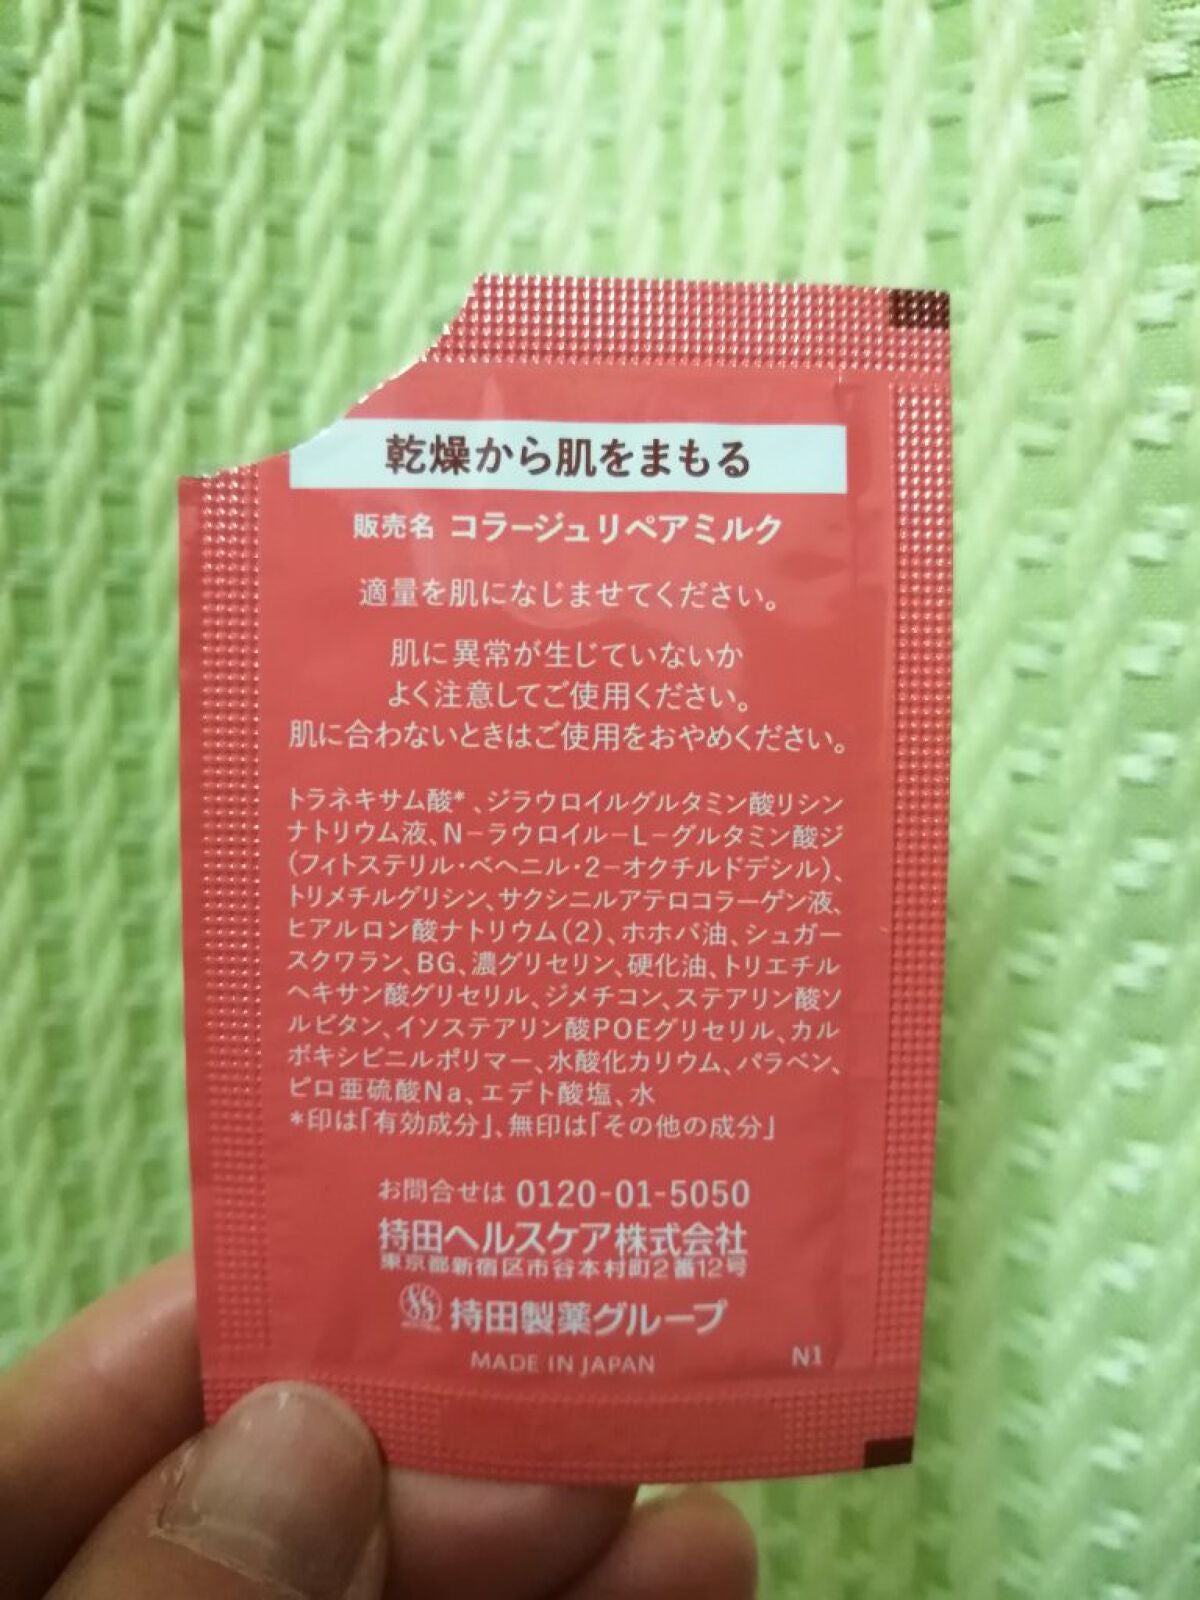 乾燥から肌をまもる
販売名 コラージュリペアミルク
適量を肌になじませてください。
肌に異常が生じていないか
よく注意してご使用ください。
肌に合わないときはご使用をおやめください。
トラネキサム酸*、ジラウロイルグルタミン酸リシン
ナトリウム液、N－ラウロイル－L－グルタミン酸ジ
(フィトステリル・ベヘニル・2－オクチルドデシル)、
トリメチルグリシン、サクシニルアテロコラーゲン液、
ヒアルロン酸ナトリウム(2)、ホホバ油、シュガー
スクワラン、BG、濃グリセリン、硬化油、トリエチル
ヘキサン酸グリセリル、ジメチコン、ステアリン酸ソ
ルビタン、イソステアリン酸POEグリセリル、カル
ボキシビニルポリマー、水酸化カリウム、パラベン、
ピロ亜硫酸Na、エデト酸塩、水
*印は「有効成分」、無印は「その他の成分」
お問合せは 0120-01-5050
持田ヘルスケア株式会社
東京都新宿区市谷本村町2番12号
持田製薬グループ
MADE IN JAPAN
N1